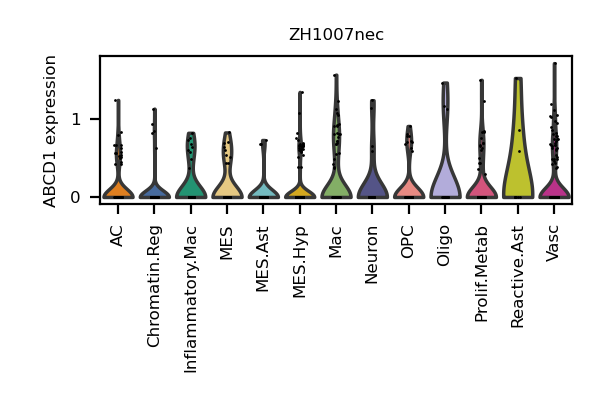 ZH1007nec
ABCD1 expression
1
0
AC
Chromatin.Reg
Inflammatory.Mac
MES
MES.Ast
MES.Hyp
Mac
Neuron
OPC
Oligo
Prolif.Metab
Reactive.Ast
Vasc